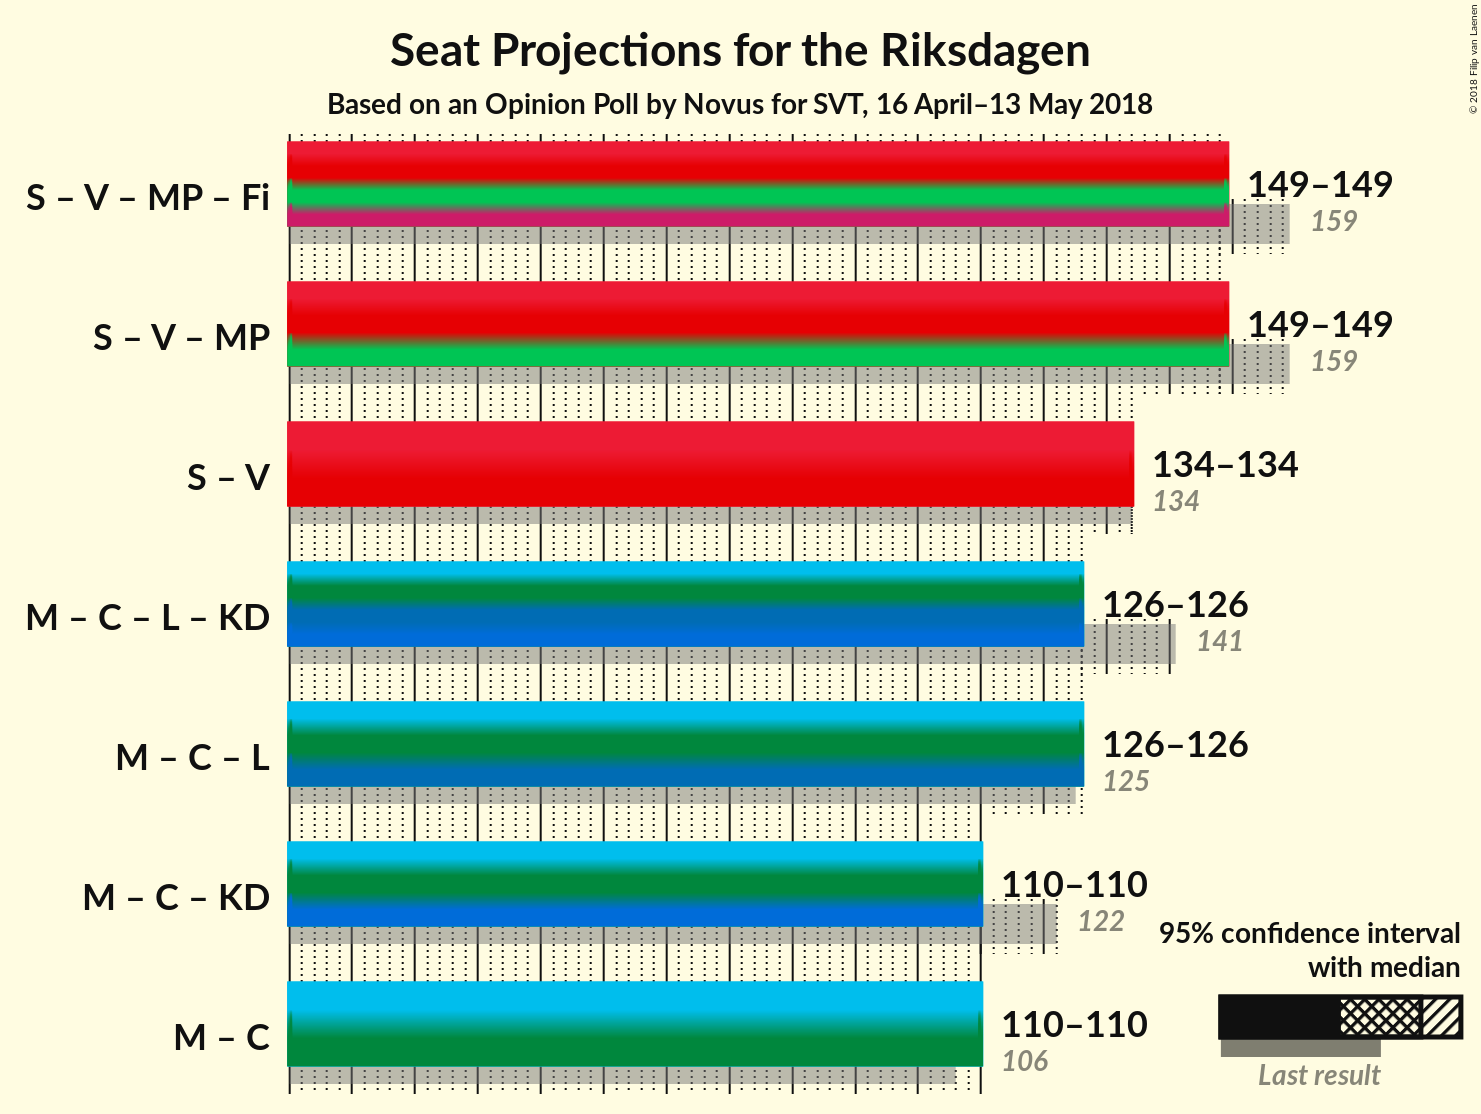 Seat Projections for the Riksdagen
Based on an Opinion Poll by Novus for SVT, 16 April–13 May 2018
© 2018 Filip van Laenen
S – V – MP – Fi
149–149
159
S – V – MP
149–149
159
S – V
134–134
134
M – C – L – KD
126–126
141
M – C – L
126–126
125
M – C – KD
110–110
122
M – C
110–110
106
95% confidence interval
with median
Last result